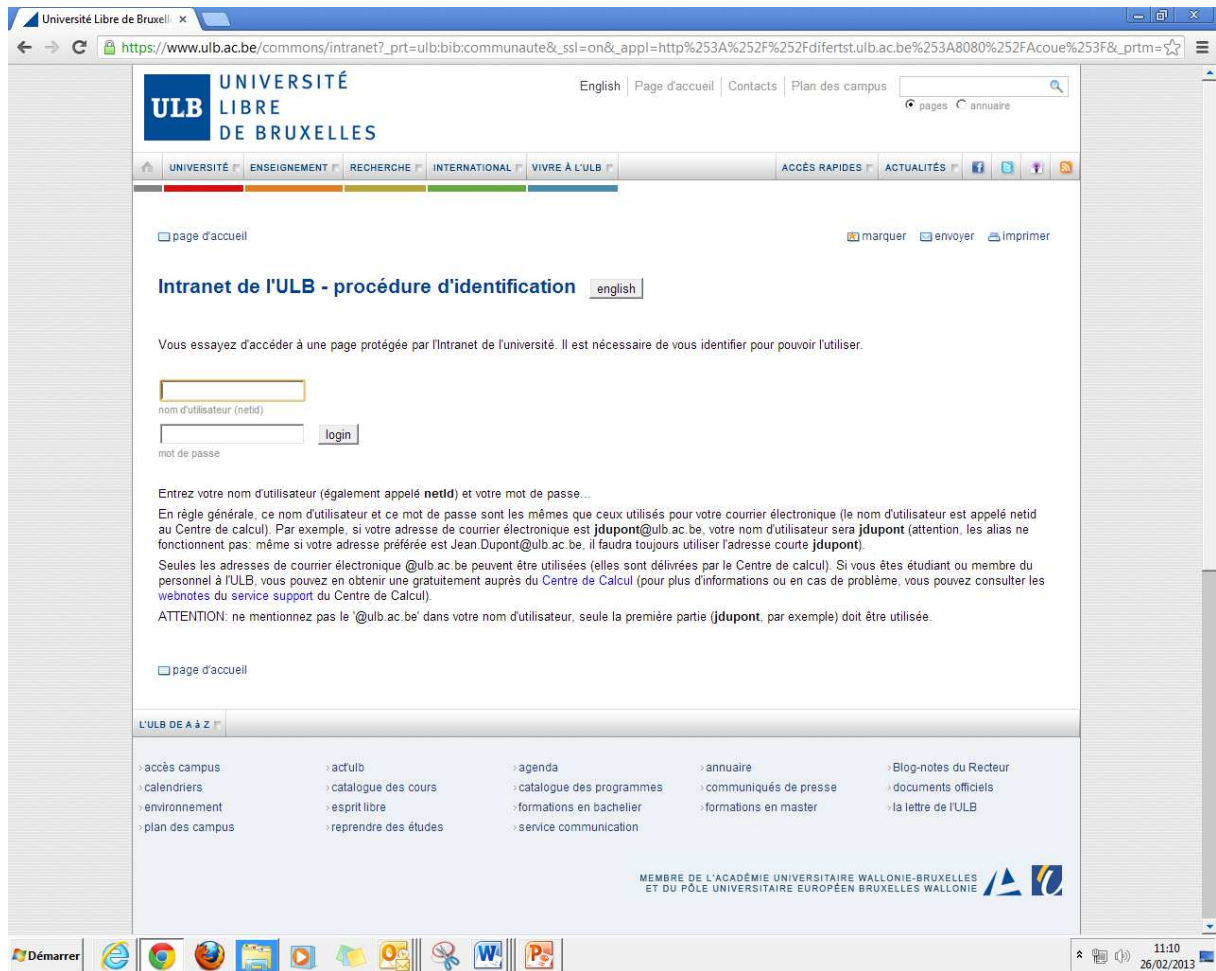 Université Libre de Bruxell
https://www.ulb.ac.be/commons/intranet?_prt=ulb:bib:communaute&_ssl=on&_appl=http%253A%252F%252Fdifertst.ulb.ac.be%253A8080%252FAcoue%253F&_prtm=
ULB
UNIVERSITÉ
LIBRE
DE BRUXELLES
English Page d'accueil Contacts Plan des campus
pages annuaire
UNIVERSITÉ ENSEIGNEMENT RECHERCHE INTERNATIONAL VIVRE À L'ULB ACCÈS RAPIDES ACTUALITÉS
page d'accueil marquer envoyer imprimer
Intranet de l'ULB - procédure d'identification english
Vous essayez d'accéder à une page protégée par l'Intranet de l'université. Il est nécessaire de vous identifier pour pouvoir l'utiliser.
nom d'utilisateur (netid)
login
mot de passe
Entrez votre nom d'utilisateur (également appelé netId) et votre mot de passe...
En règle générale, ce nom d'utilisateur et ce mot de passe sont les mêmes que ceux utilisés pour votre courrier électronique (le nom d'utilisateur est appelé netid
au Centre de calcul). Par exemple, si votre adresse de courrier électronique est jdupont@ulb.ac.be, votre nom d'utilisateur sera jdupont (attention, les alias ne
fonctionnent pas: même si votre adresse préférée est Jean.Dupont@ulb.ac.be, il faudra toujours utiliser l'adresse courte jdupont).
Seules les adresses de courrier électronique @ulb.ac.be peuvent être utilisées (elles sont délivrées par le Centre de calcul). Si vous êtes étudiant ou membre du
personnel à l'ULB, vous pouvez en obtenir une gratuitement auprès du Centre de Calcul (pour plus d'informations ou en cas de problème, vous pouvez consulter les
webnotes du service support du Centre de Calcul).
ATTENTION: ne mentionnez pas le '@ulb.ac.be' dans votre nom d'utilisateur, seule la première partie (jdupont, par exemple) doit être utilisée.
page d'accueil
L'ULB DE A à Z
accès campus act'ulb agenda annuaire Blog-notes du Recteur
calendriers catalogue des cours catalogue des programmes communiqués de presse documents officiels
environnement esprit libre formations en bachelier formations en master la lettre de l'ULB
plan des campus reprendre des études service communication
MEMBRE DE L'ACADÉMIE UNIVERSITAIRE WALLONIE-BRUXELLES
ET DU PÔLE UNIVERSITAIRE EUROPÉEN BRUXELLES WALLONIE
Démarrer
11:10
26/02/2013